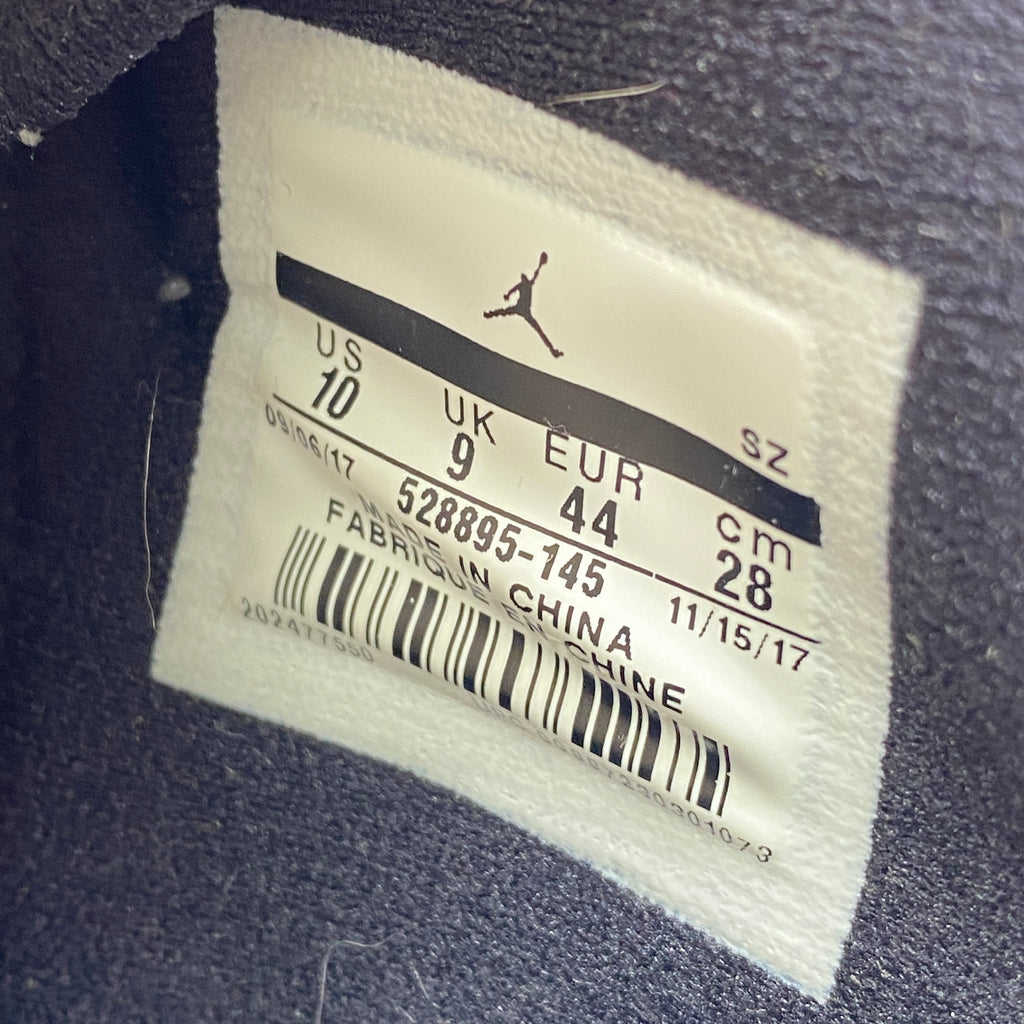 SZ
US UK EUR cm
10 9 44 28
09/06/17 528895-145 11/15/17
MADE IN CHINA
FABRIQUE EN CHINE
202477550